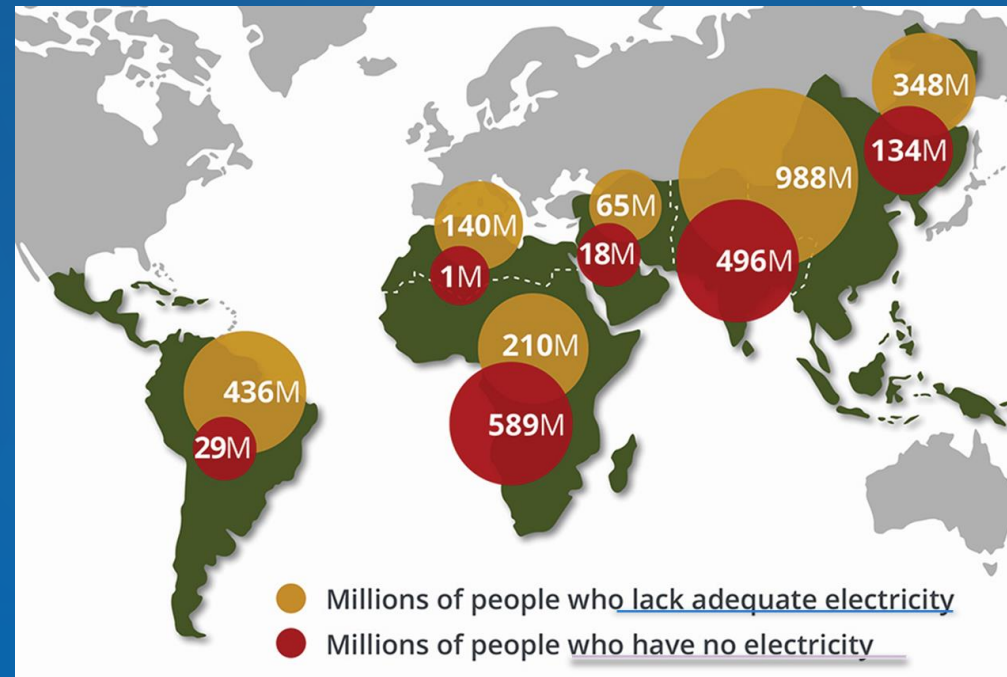 348M
134M
988M
140M
65M
18M
1M
496M
210M
436M
589M
29M
Millions of people who lack adequate electricity
Millions of people who have no electricity